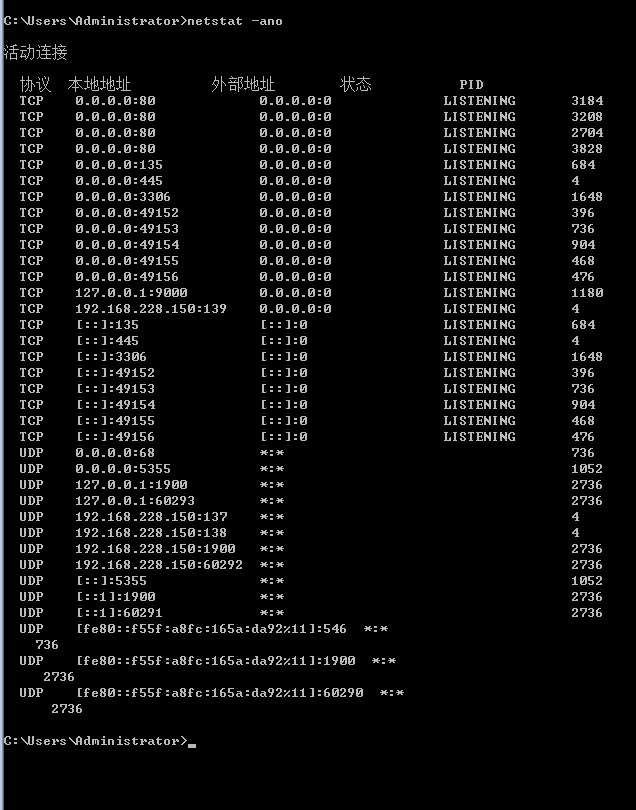 C:\Users\Administrator>netstat -ano
活动连接
协议 本地地址 外部地址 状态 PID
TCP 0.0.0.0:80 0.0.0.0:0 LISTENING 3184
TCP 0.0.0.0:80 0.0.0.0:0 LISTENING 3208
TCP 0.0.0.0:80 0.0.0.0:0 LISTENING 2704
TCP 0.0.0.0:80 0.0.0.0:0 LISTENING 3828
TCP 0.0.0.0:135 0.0.0.0:0 LISTENING 684
TCP 0.0.0.0:445 0.0.0.0:0 LISTENING 4
TCP 0.0.0.0:3306 0.0.0.0:0 LISTENING 1648
TCP 0.0.0.0:49152 0.0.0.0:0 LISTENING 396
TCP 0.0.0.0:49153 0.0.0.0:0 LISTENING 736
TCP 0.0.0.0:49154 0.0.0.0:0 LISTENING 904
TCP 0.0.0.0:49155 0.0.0.0:0 LISTENING 468
TCP 0.0.0.0:49156 0.0.0.0:0 LISTENING 476
TCP 127.0.0.1:9000 0.0.0.0:0 LISTENING 1180
TCP 192.168.228.150:139 0.0.0.0:0 LISTENING 4
TCP [::]:135 [::]:0 LISTENING 684
TCP [::]:445 [::]:0 LISTENING 4
TCP [::]:3306 [::]:0 LISTENING 1648
TCP [::]:49152 [::]:0 LISTENING 396
TCP [::]:49153 [::]:0 LISTENING 736
TCP [::]:49154 [::]:0 LISTENING 904
TCP [::]:49155 [::]:0 LISTENING 468
TCP [::]:49156 [::]:0 LISTENING 476
UDP 0.0.0.0:68 *:* 736
UDP 0.0.0.0:5355 *:* 1052
UDP 127.0.0.1:1900 *:* 2736
UDP 127.0.0.1:60293 *:* 2736
UDP 192.168.228.150:137 *:* 4
UDP 192.168.228.150:138 *:* 4
UDP 192.168.228.150:1900 *:* 2736
UDP 192.168.228.150:60292 *:* 2736
UDP [::]:5355 *:* 1052
UDP [::1]:1900 *:* 2736
UDP [::1]:60291 *:* 2736
UDP [fe80::f55f:a8fc:165a:da92%11]:546 *:*
736
UDP [fe80::f55f:a8fc:165a:da92%11]:1900 *:*
2736
UDP [fe80::f55f:a8fc:165a:da92%11]:60290 *:*
2736
C:\Users\Administrator>_